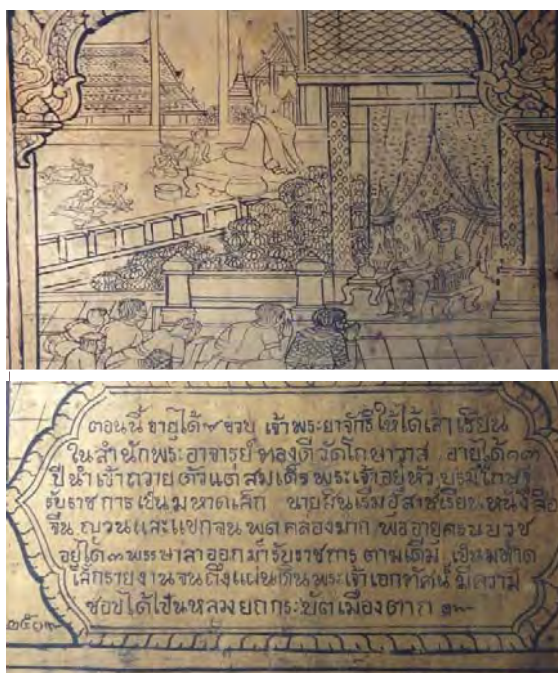 ตอนนี้ อายุได้ ๙ ขวบ เจ้าพระยาจักรีให้ได้เล่าเรียน
ในสำนักพระอาจารย์ทองดีวัดโกษาวาส อายุได้๑๓
ปีนำเข้าถวายตัวแด่สมเด็จพระเจ้าอยู่หัว
รับราชการเป็นมหาดเล็ก นายสินเริ่มอุสาหเรียนหนังสือ
จีน ญวนและแขกจนพูดคล่องมาก พออายุครบบวช
อยู่ได้๓พรรษาลาออกมารับราชการตามเดิม เป็นมหาด
เล็กรายงานจนถึงแผ่นดินพระเจ้าเอกทัศน์ มีความ
ชอบได้เป็นหลวงยกกระบัตเมืองตาก